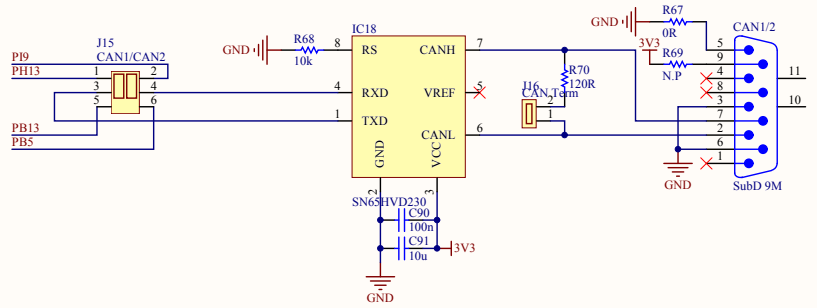 R67
GND
0R
CAN1/2
IC18
R68
GND
10k
8
RS
CANH
7
3V3
R69
N.P
5
9
4
8
3
7
2
6
1
11
10
SubD 9M
J15
CAN1/CAN2
PI9
PH13
1
2
3
4
5
6
PB13
PB5
4
RXD
VREF
5
1
TXD
CANL
6
R70
120R
J16
CAN Term
2
1
GND
GND
VCC
2
3
SN65HVD230
C90
100n
C91
10u
3V3
GND